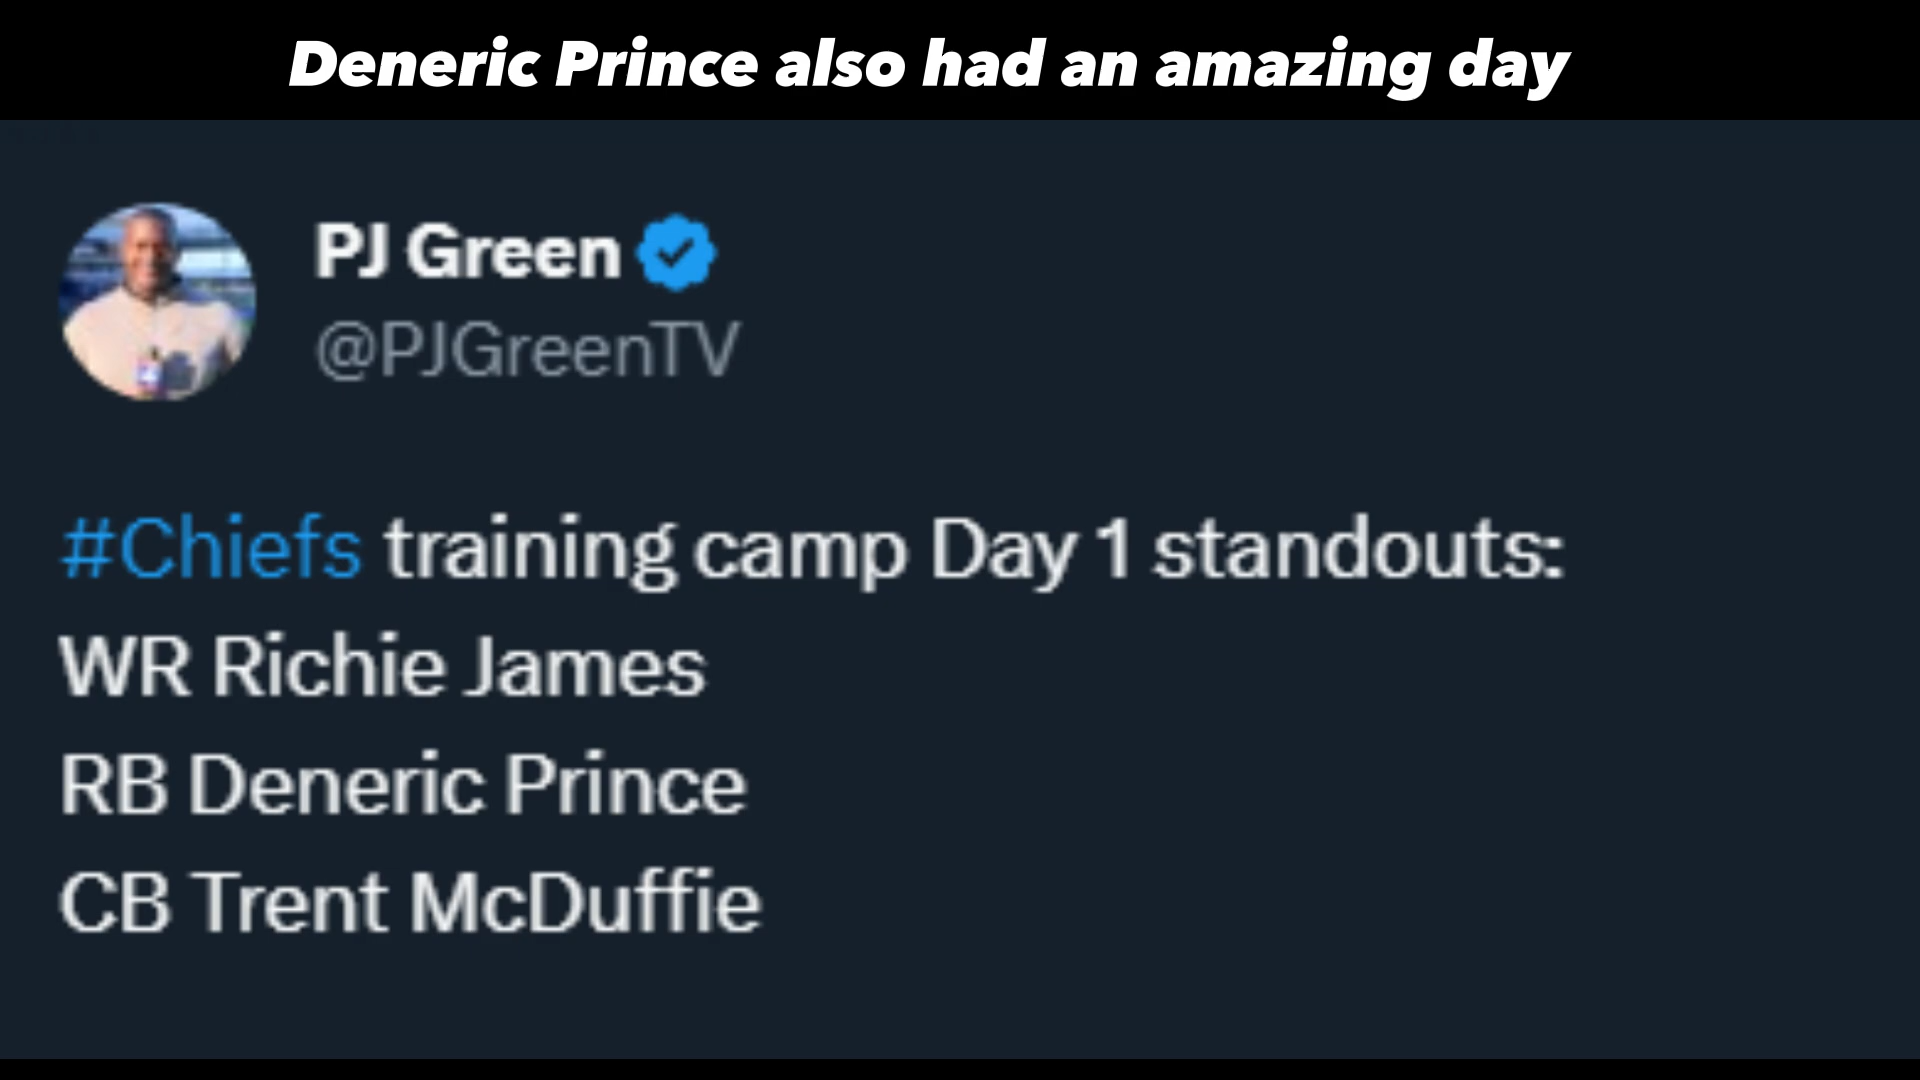 Deneric Prince also had an amazing day
PJ Green
@PJGreenTV
#Chiefs training camp Day 1 standouts:
WR Richie James
RB Deneric Prince
CB Trent McDuffie